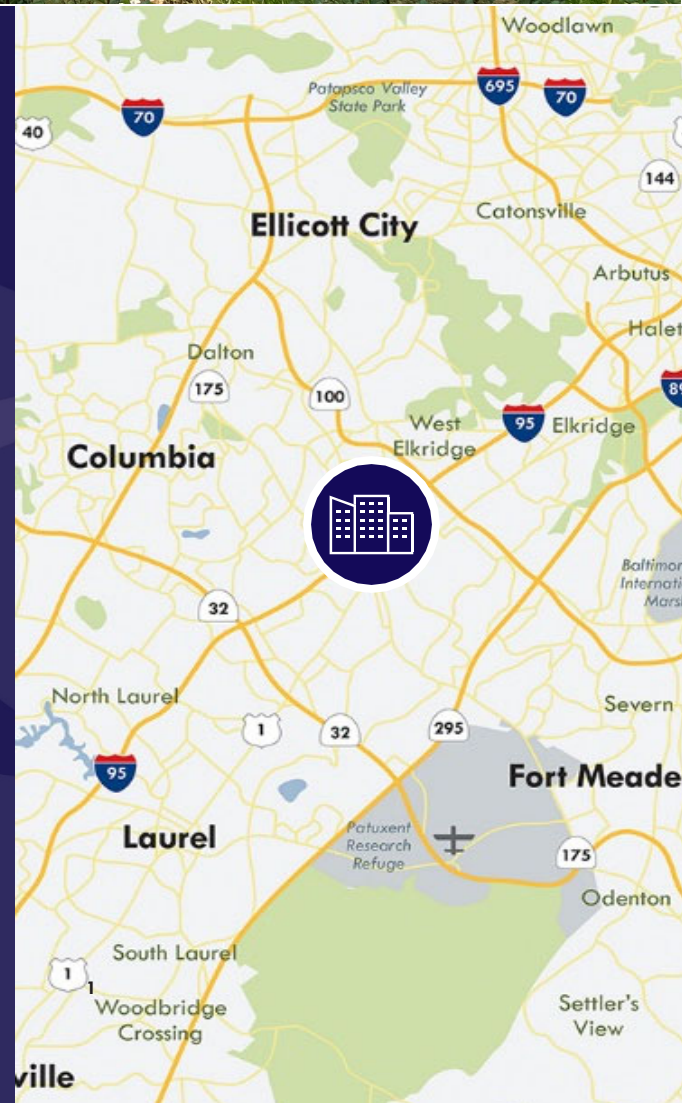 Woodlawn
Patapsco Valley
State Park
695
70
70
40
144
Ellicott City
Catonsville
Arbutus
Dalton
175
100
West
Elkridge
95
Elkridge
Columbia
32
North Laurel
1
32
295
Severn
95
Fort Meade
Laurel
Patuxent
Research
Refuge
175
Odenton
South Laurel
1
1
Woodbridge
Crossing
Settler's
View